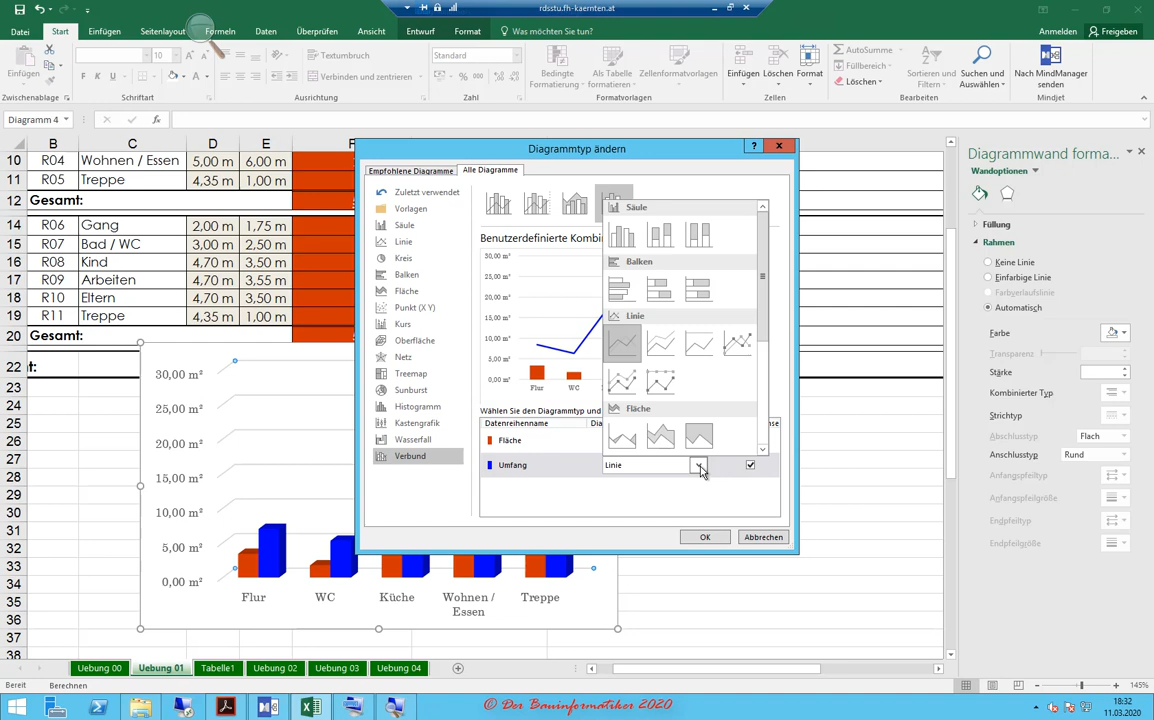 rdsstu.fh-kaernten.at
Datei Start Einfügen Seitenlayout Formeln Daten Überprüfen Ansicht Entwurf Format Was möchten Sie tun? Anmelden Freigeben
Einfügen
10
F K U
Textumbruch
Verbinden und zentrieren
Standard
Bedingte Formatierung
Als Tabelle formatieren
Zellenformatvorlagen
Einfügen Löschen Format
AutoSumme
Füllbereich
Löschen
Sortieren und Filtern
Suchen und Auswählen
Nach MindManager senden
Zwischenablage Schriftart Ausrichtung Zahl Formatvorlagen Zellen Bearbeiten Mindjet
Diagramm 4
B C D E
10 R04 Wohnen / Essen 5,00 m 6,00 m
11 R05 Treppe 4,35 m 1,00 m
12 Gesamt:
14 R06 Gang 2,00 m 1,75 m
15 R07 Bad / WC 3,00 m 2,50 m
16 R08 Kind 4,70 m 3,50 m
17 R09 Arbeiten 4,70 m 3,55 m
18 R10 Eltern 4,70 m 3,50 m
19 R11 Treppe 4,35 m 1,00 m
20 Gesamt:
22 t:
23
24
25
26
27
28
29
30
31
32
33
34
35
36
37
38
30,00 m²
25,00 m²
20,00 m²
15,00 m²
10,00 m²
5,00 m²
0,00 m²
Flur WC Küche Wohnen / Essen Treppe
Diagrammtyp ändern
Empfohlene Diagramme Alle Diagramme
Zuletzt verwendet
Vorlagen
Säule
Linie
Kreis
Balken
Fläche
Punkt (X Y)
Kurs
Oberfläche
Netz
Treemap
Sunburst
Histogramm
Kastengrafik
Wasserfall
Verbund
Benutzerdefinierte Kombi
30,00 m²
25,00 m²
20,00 m²
15,00 m²
10,00 m²
5,00 m²
0,00 m²
Flur WC
Wählen Sie den Diagrammtyp und
Datenreihenname
Fläche
Umfang
Linie
Säule
Balken
Linie
Fläche
OK Abbrechen
Diagrammwand forma...
Wandoptionen
Füllung
Rahmen
Keine Linie
Einfarbige Linie
Farbverlaufslinie
Automatisch
Farbe
Transparenz
Stärke
Kombinierter Typ
Strichtyp
Abschlusstyp Flach
Anschlusstyp Rund
Anfangspfeiltyp
Anfangspfeilgröße
Endpfeiltyp
Endpfeilgröße
Uebung 00 Uebung 01 Tabelle1 Uebung 02 Uebung 03 Uebung 04
Bereit Berechnen 145%
© Der Bauinformatiker 2020
18:32
11.03.2020